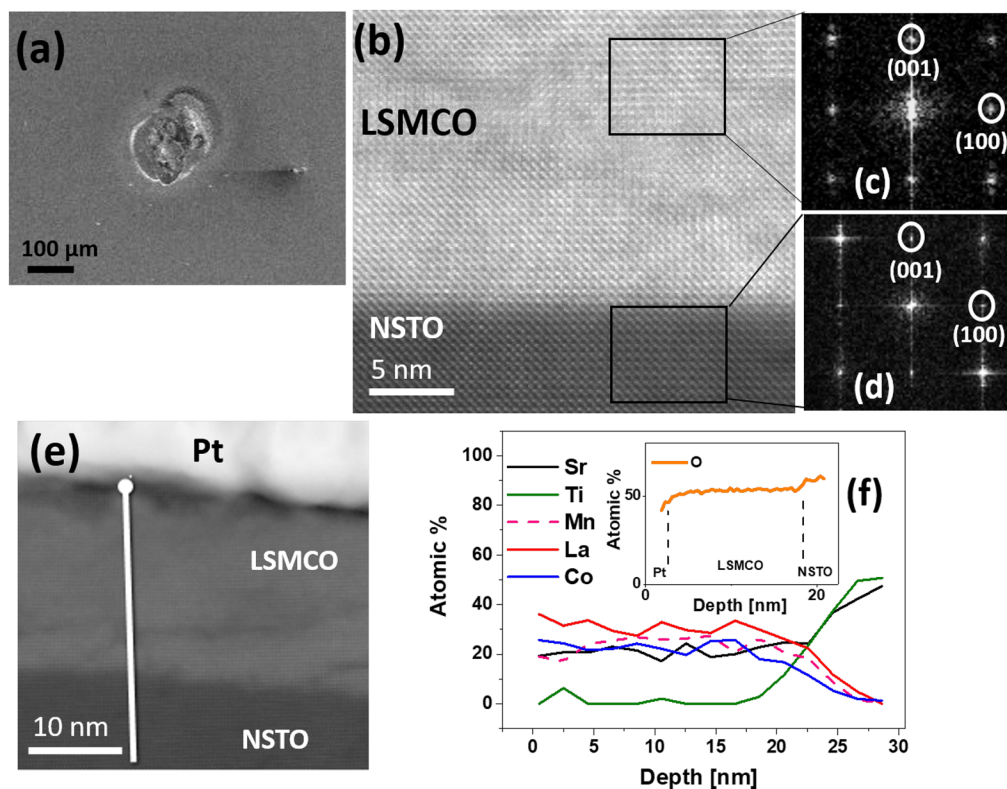 (a)
100 μm
(b)
LSMCO
NSTO
5 nm
(001)
(100)
(c)
(001)
(100)
(d)
(e)
Pt
LSMCO
NSTO
10 nm
(f)
Atomic %
100
80
60
40
20
0
Sr
Ti
Mn
La
Co
O
Atomic %
50
0
Pt
LSMCO
NSTO
0
20
Depth [nm]
0
5
10
15
20
25
30
Depth [nm]